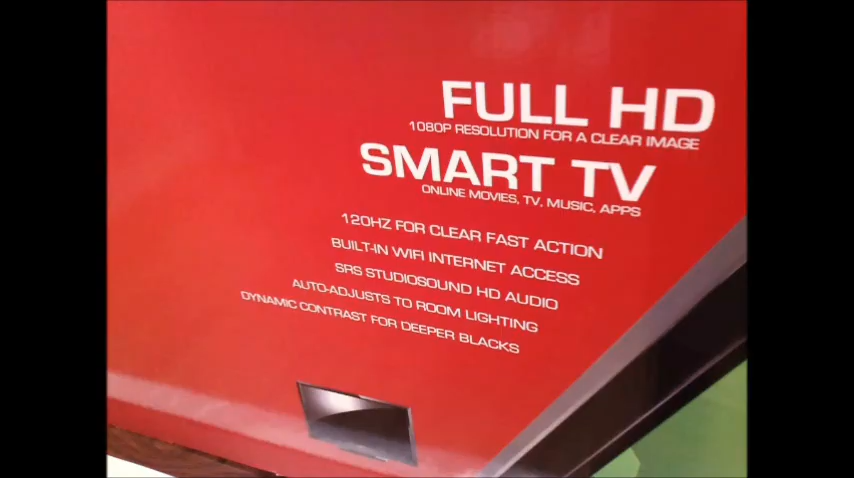 FULL HD
1080P RESOLUTION FOR A CLEAR IMAGE
SMART TV
ONLINE MOVIES, TV, MUSIC, APPS
120HZ FOR CLEAR FAST ACTION
BUILT-IN WIFI INTERNET ACCESS
SRS STUDIOSOUND HD AUDIO
AUTO-ADJUSTS TO ROOM LIGHTING
DYNAMIC CONTRAST FOR DEEPER BLACKS